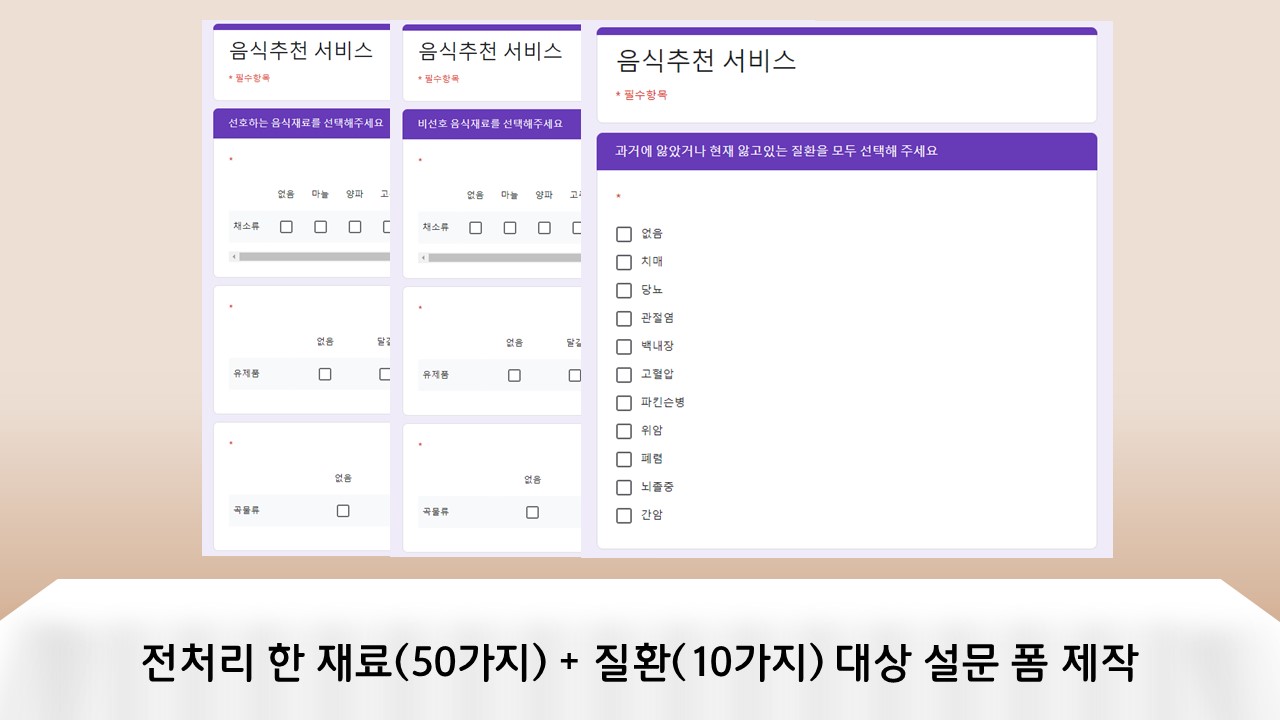 음식추천 서비스
* 필수항목
선호하는 음식재료를 선택해주세요
*
없음 마늘 양파
채소류
*
없음
유제품
*
없음
곡물류
음식추천 서비스
* 필수항목
비선호 음식재료를 선택해주세요
*
없음 마늘 양파
채소류
*
없음
유제품
*
없음
곡물류
음식추천 서비스
* 필수항목
과거에 앓았거나 현재 앓고있는 질환을 모두 선택해 주세요
*
없음
치매
당뇨
관절염
백내장
고혈압
파킨슨병
위암
폐렴
뇌졸중
간암
전처리 한 재료(50가지) + 질환(10가지) 대상 설문 폼 제작